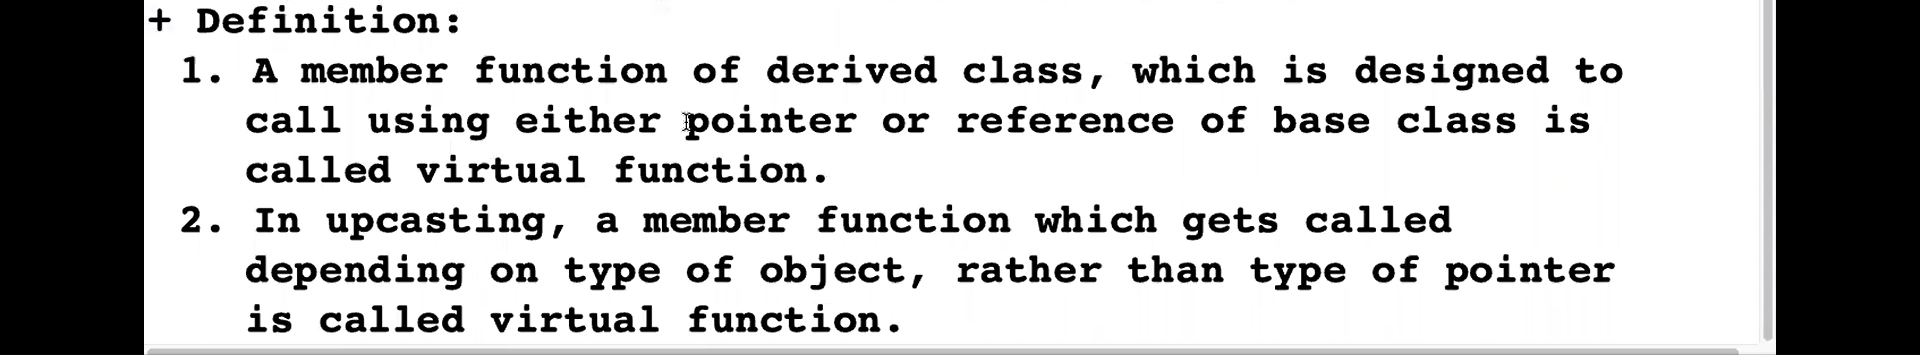 + Definition:
1. A member function of derived class, which is designed to
call using either pointer or reference of base class is
called virtual function.
2. In upcasting, a member function which gets called
depending on type of object, rather than type of pointer
is called virtual function.